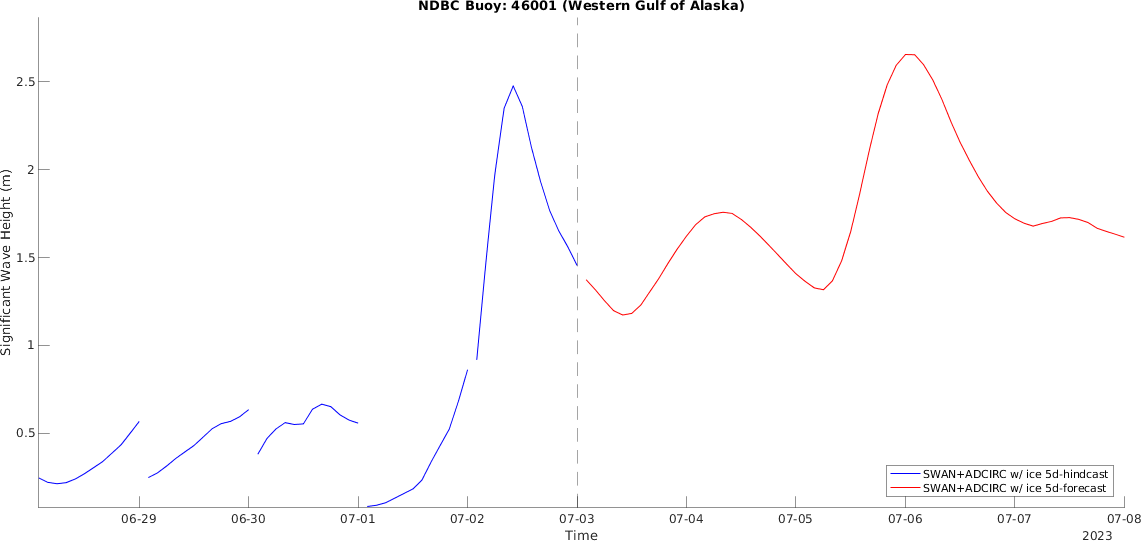 NDBC Buoy: 46001 (Western Gulf of Alaska)
Significant Wave Height (m)
2.5
2
1.5
1
0.5
SWAN+ADCIRC w/ ice 5d-hindcast
SWAN+ADCIRC w/ ice 5d-forecast
06-29 06-30 07-01 07-02 07-03 07-04 07-05 07-06 07-07 07-08
Time
2023